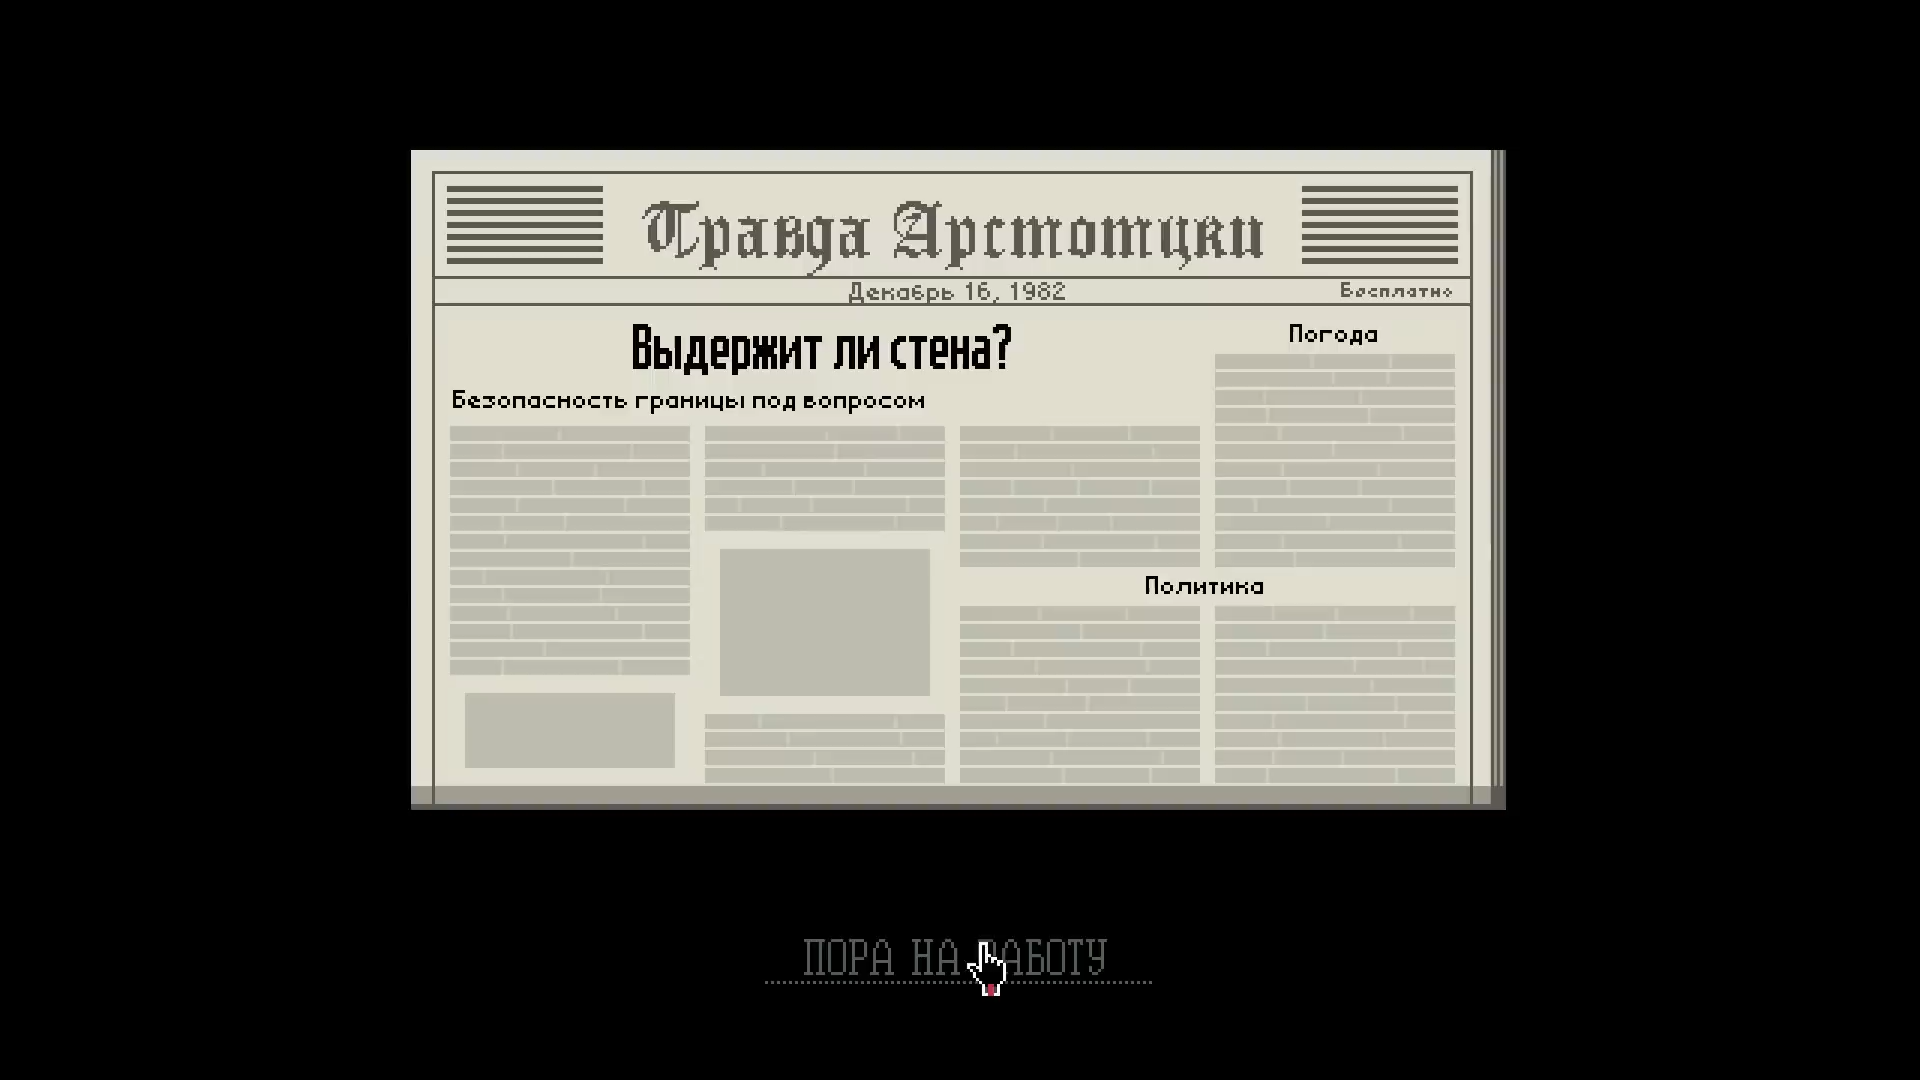 Правда Арстотцки
Декабрь 16, 1982
Бесплатно
Выдержит ли стена?
Безопасность границы под вопросом
Погода
Политика
ПОРА НА РАБОТУ